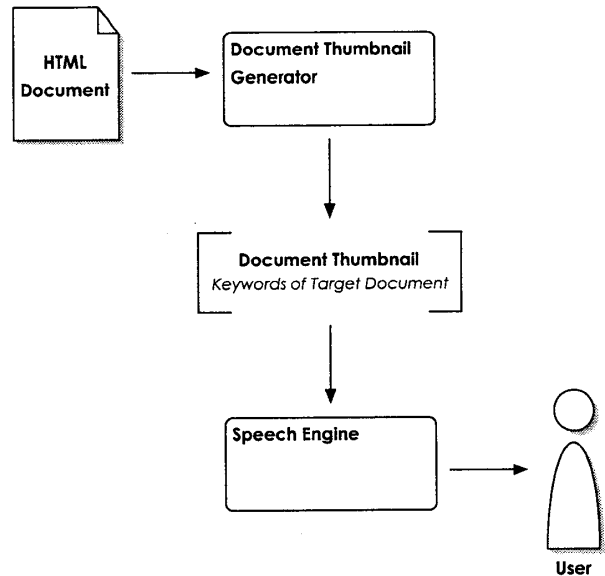 HTML
Document
Document Thumbnail
Generator
Document Thumbnail
Keywords of Target Document
Speech Engine
User